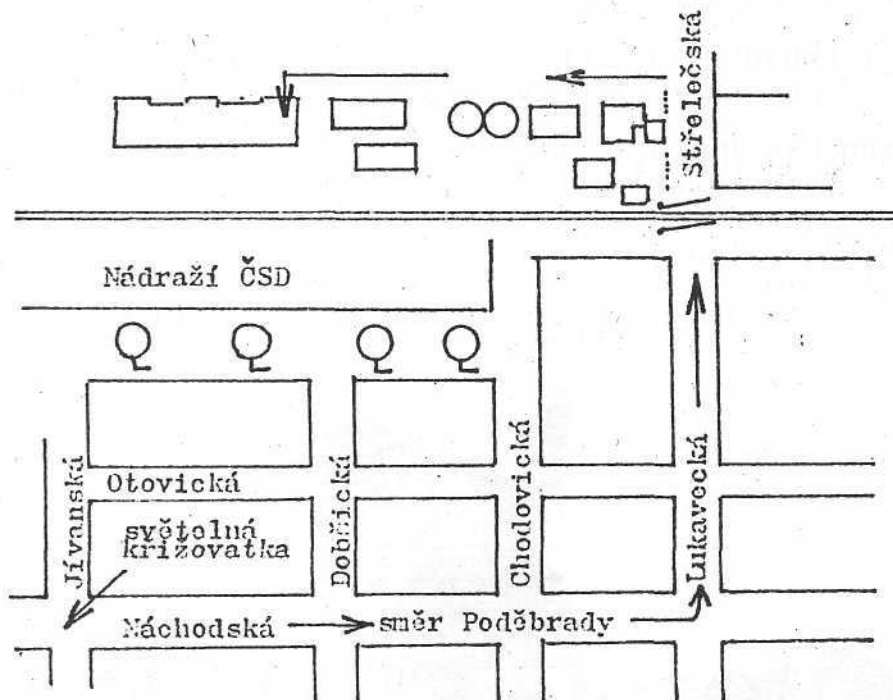 Střelečská
Nádraží ČSD
Otovická
světelná
křižovatka
Jívanská
Dobšická
Chodovická
Lukavecká
Náchodská
směr Poděbrady